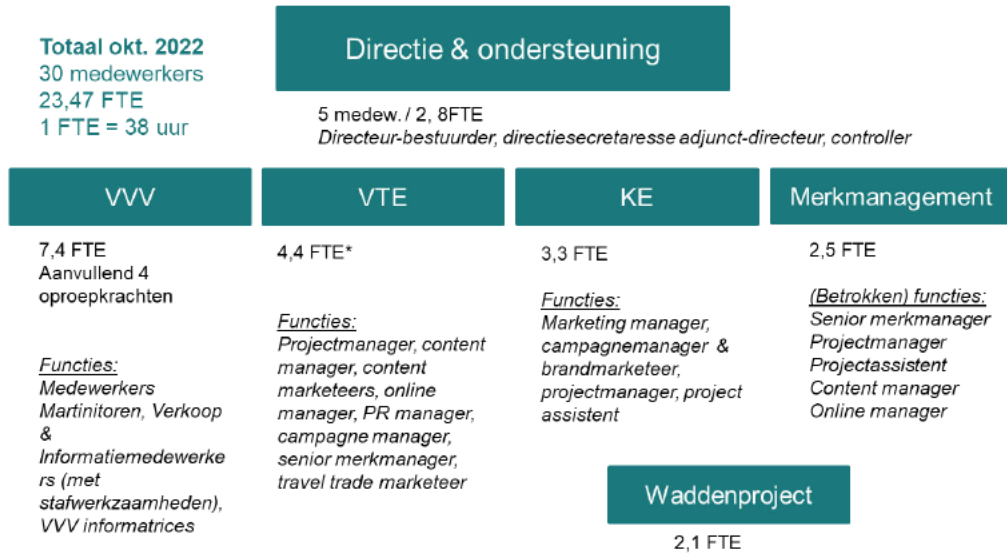 Totaal okt. 2022
30 medewerkers
23,47 FTE
1 FTE = 38 uur
Directie & ondersteuning
5 medew. / 2, 8FTE
Directeur-bestuurder, directiesecretaresse adjunct-directeur, controller
VVV
7,4 FTE
Aanvullend 4
oproepkrachten
Functies:
Medewerkers
Martinitoren, Verkoop
&
Informatiemedewerke
rs (met
stafwerkzaamheden),
VVV informatrices
VTE
4,4 FTE*
Functies:
Projectmanager, content
manager, content
marketeers, online
manager, PR manager,
campagne manager,
senior merkmanager,
travel trade marketeer
KE
3,3 FTE
Functies:
Marketing manager,
campagnemanager &
brandmarketeer,
projectmanager, project
assistent
Merkmanagement
2,5 FTE
(Betrokken) functies:
Senior merkmanager
Projectmanager
Projectassistent
Content manager
Online manager
Waddenproject
2,1 FTE